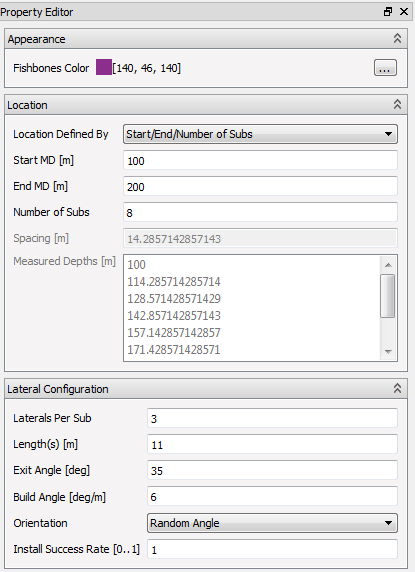 Property Editor
Appearance
Fishbones Color [140, 46, 140] ...
Location
Location Defined By Start/End/Number of Subs
Start MD [m] 100
End MD [m] 200
Number of Subs 8
Spacing [m] 14.2857142857143
Measured Depths [m] 100
114.285714285714
128.571428571429
142.857142857143
157.142857142857
171.428571428571
Lateral Configuration
Laterals Per Sub 3
Length(s) [m] 11
Exit Angle [deg] 35
Build Angle [deg/m] 6
Orientation Random Angle
Install Success Rate [0..1] 1